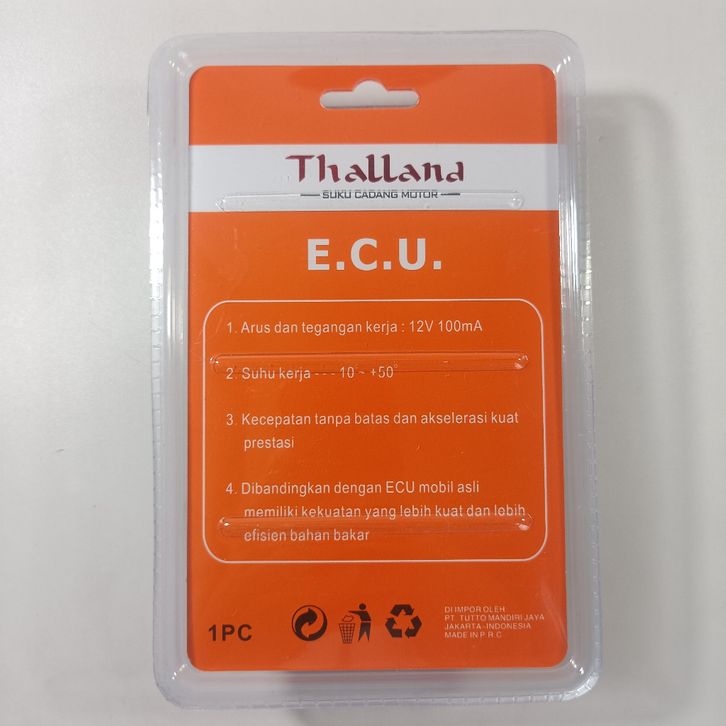 Thalland
SUKU CADANG MOTOR
E.C.U.
1. Arus dan tegangan kerja : 12V 100mA
2. Suhu kerja - - - 10 ~ +50°
3. Kecepatan tanpa batas dan akselerasi kuat
prestasi
4. Dibandingkan dengan ECU mobil asli
memiliki kekuatan yang lebih kuat dan lebih
efisien bahan bakar
1PC
DI IMPOR OLEH
PT. TUTTO MANDIRI JAYA
JAKARTA-INDONESIA
MADE IN P.R.C